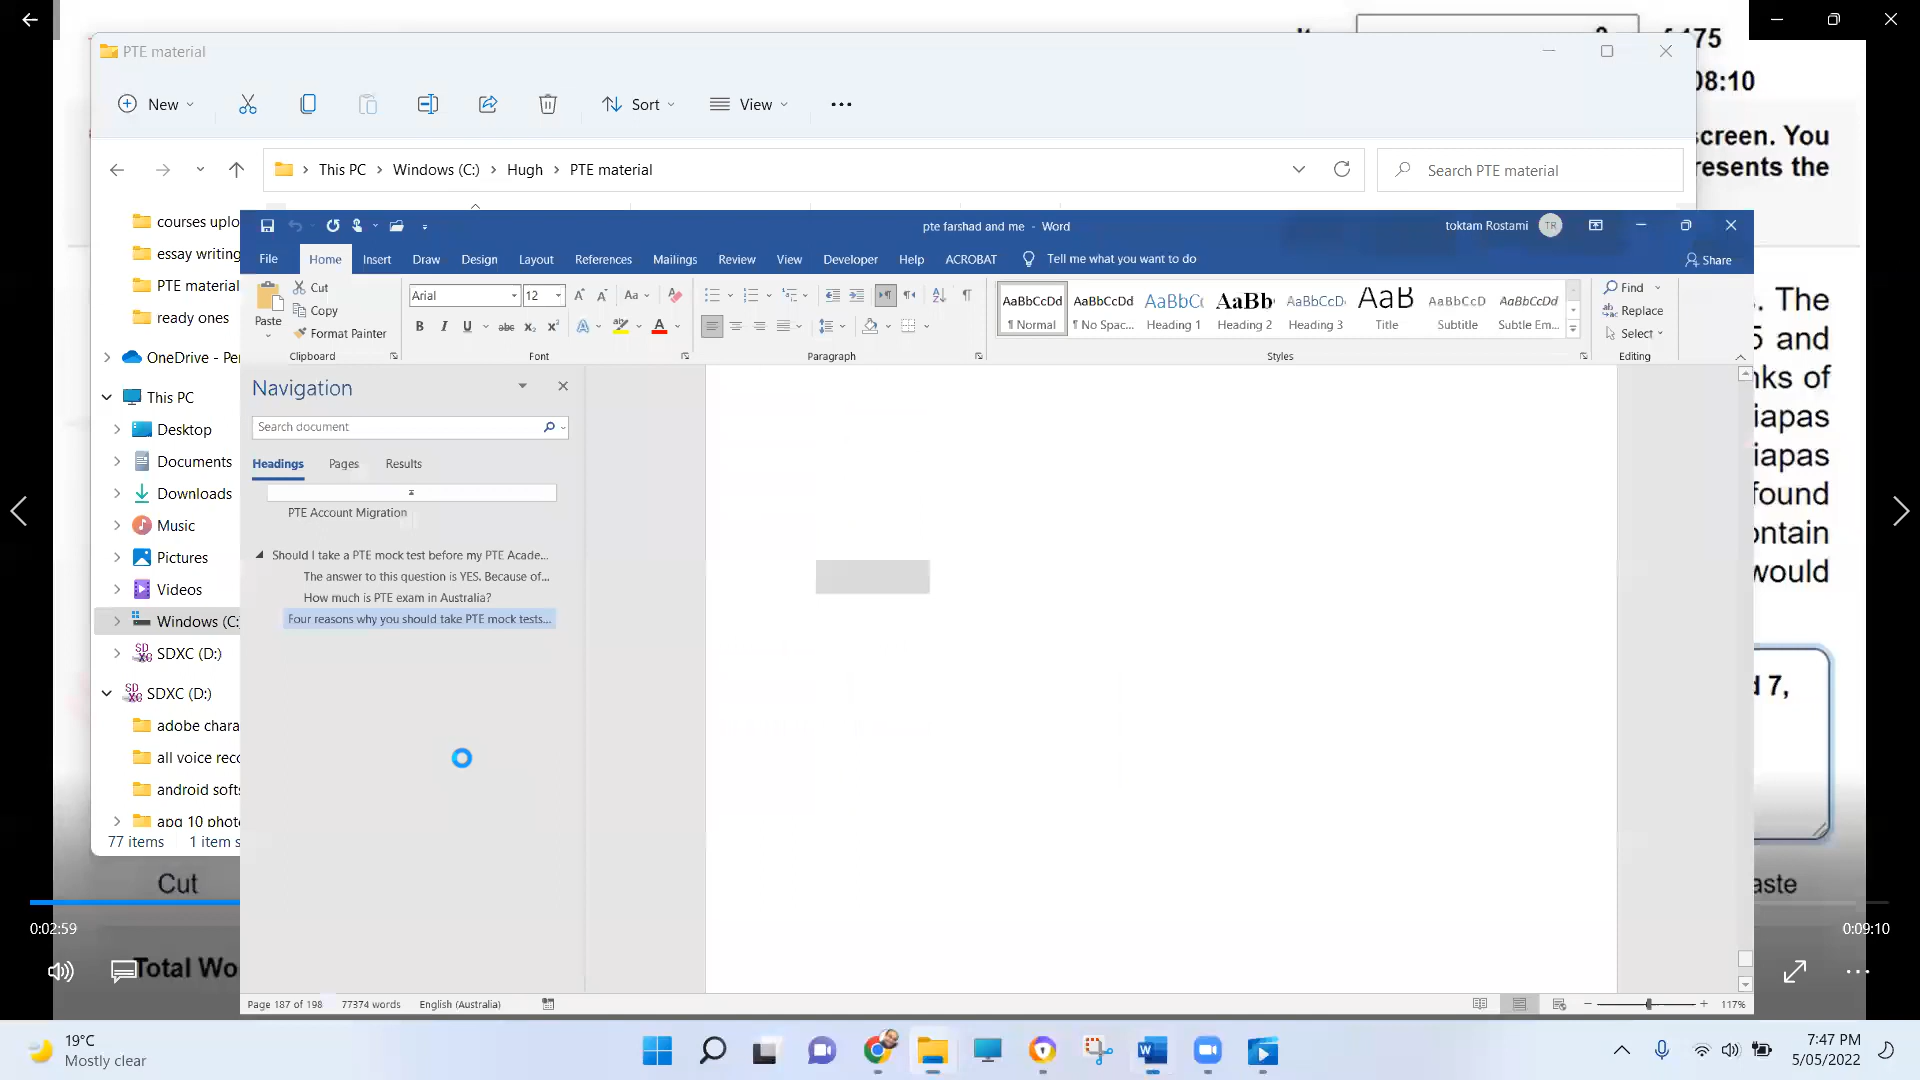 175
08:10
screen. You
resents the
PTE material
New
Sort
View
This PC
Windows (C:)
Hugh
PTE material
Search PTE material
courses uplo
essay writing
PTE material
ready ones
OneDrive - Per
This PC
Desktop
Documents
Downloads
Music
Pictures
Videos
Windows (C:
SDXC (D:)
SDXC (D:)
adobe chara
all voice reco
android softs
apg 10 photo
77 items
1 item s
pte farshad and me - Word
toktam Rostami
TR
File
Home
Insert
Draw
Design
Layout
References
Mailings
Review
View
Developer
Help
ACROBAT
Tell me what you want to do
Share
Paste
Cut
Copy
Format Painter
Clipboard
Arial
12
Font
Paragraph
AaBbCcDd
¶ Normal
AaBbCcDd
¶ No Spac...
AaBbCc
Heading 1
AaBb
Heading 2
AaBbCcD
Heading 3
AaB
Title
AaBbCcD
Subtitle
AaBbCcDd
Subtle Em...
Styles
Find
Replace
Select
Editing
Navigation
Search document
Headings
Pages
Results
PTE Account Migration
Should I take a PTE mock test before my PTE Acade...
The answer to this question is YES. Because of...
How much is PTE exam in Australia?
Four reasons why you should take PTE mock tests...
Page 187 of 198
77374 words
English (Australia)
117%
. The
5 and
nks of
iapas
iapas
found
ontain
would
d 7,
Cut
aste
0:02:59
0:09:10
Total Wo
19°C
Mostly clear
7:47 PM
5/05/2022